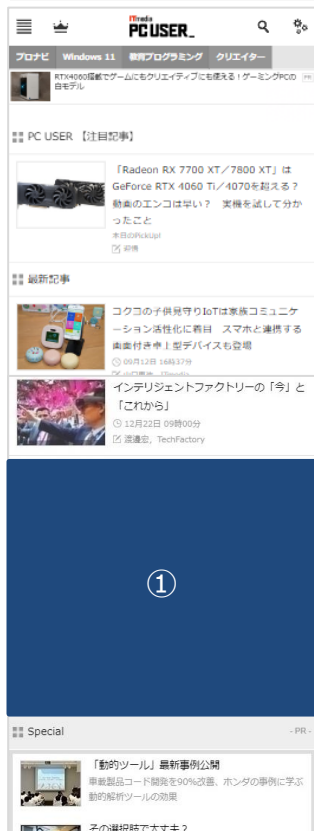 ITmedia
PC USER_
プロナビ Windows 11 教育プログラミング クリエイター
RTX4060搭載でゲームにもクリエイティブにも使える！ゲーミングPCの
白モデル
PR
PC USER 【注目記事】
「Radeon RX 7700 XT／7800 XT」は
GeForce RTX 4060 Ti／4070を超える？
動画のエンコは早い？ 実機を試して分か
ったこと
本日のPickUp!
最新記事
コクヨの子供見守りIoTは家族コミュニケ
ーション活性化に着目 スマホと連携する
画面付き卓上型デバイスも登場
09月12日 16時37分
インテリジェントファクトリーの「今」と
「これから」
12月22日 09時00分
渡邊宏，TechFactory
①
Special
- PR -
「動的ツール」最新事例公開
車載製品コード開発を90%改善、ホンダの事例に学ぶ
動的解析ツールの効果
その選択肢で大丈夫？